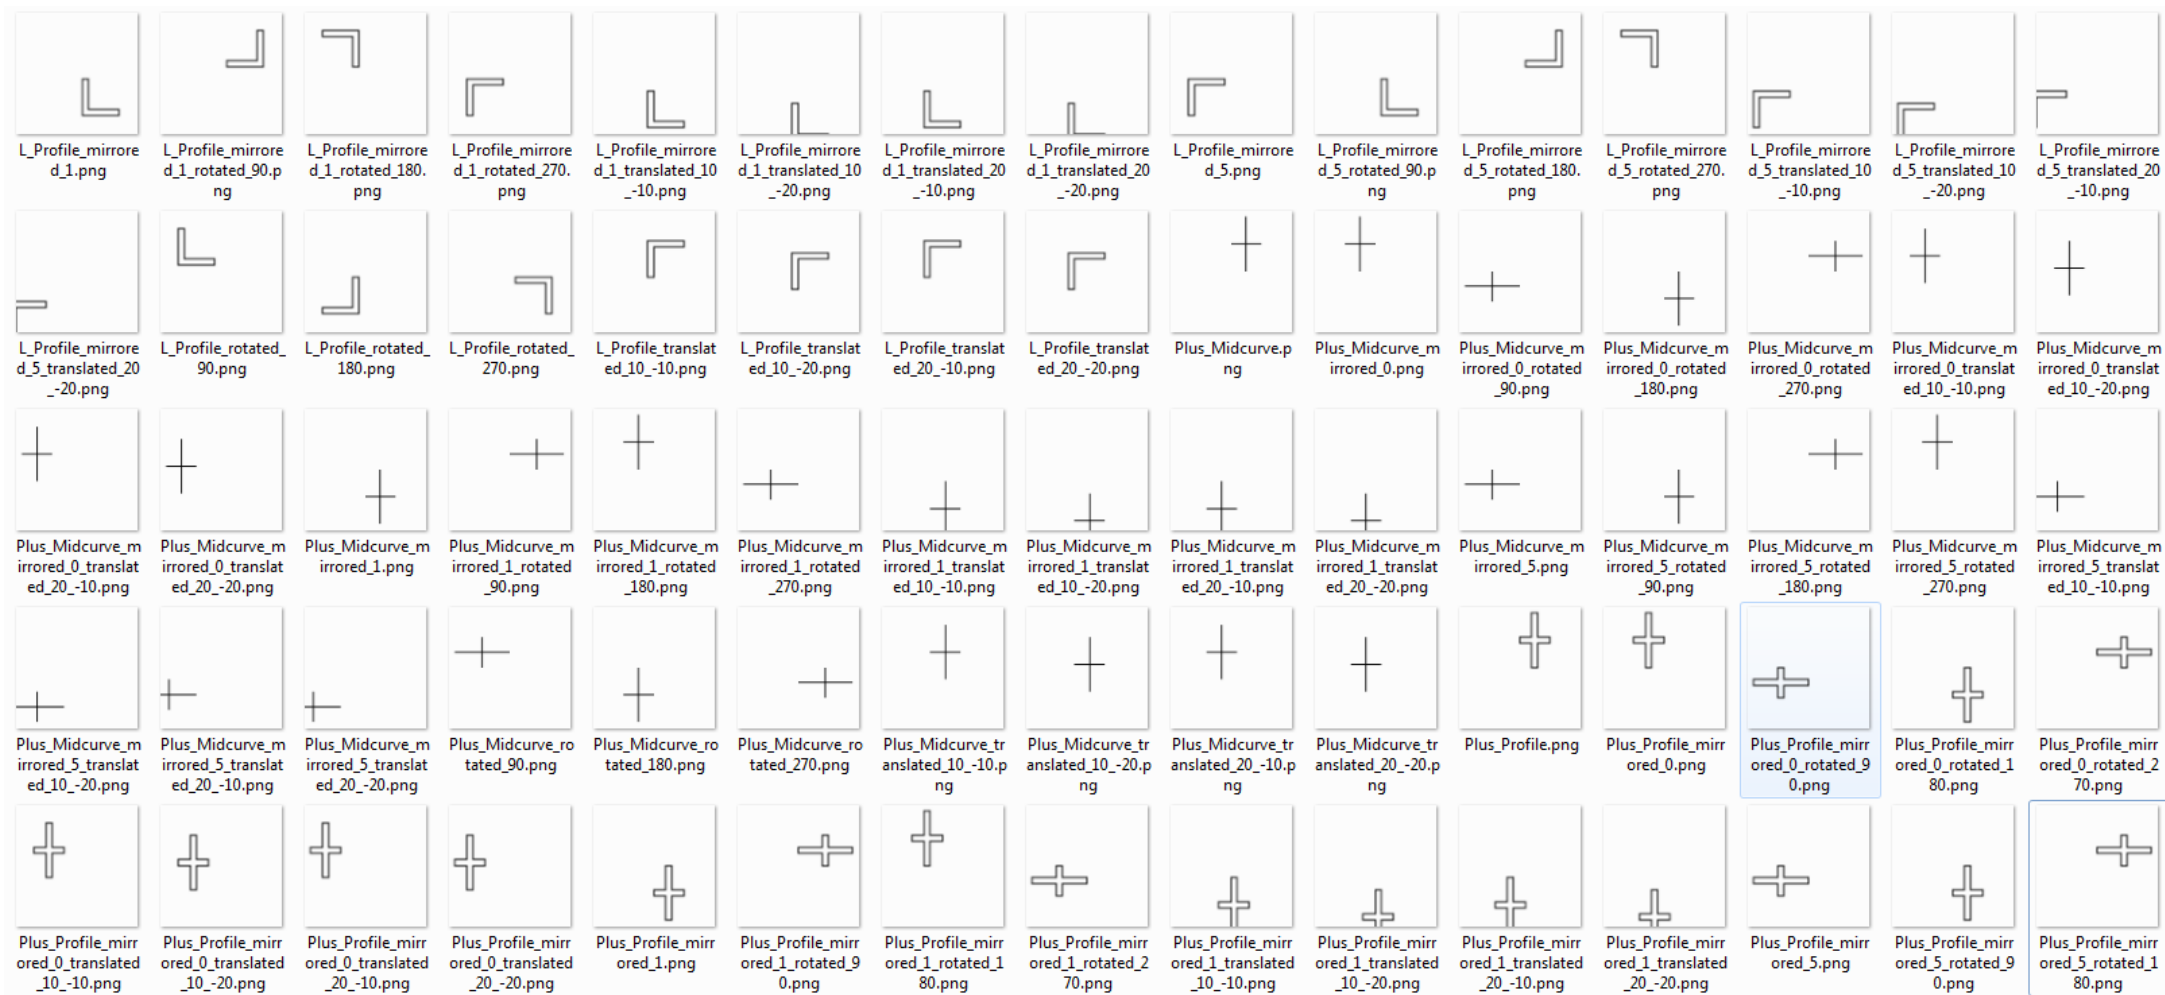 L_Profile_mirrore
d_1.png
L_Profile_mirrore
d_1_rotated_90.p
ng
L_Profile_mirrore
d_1_rotated_180.
png
L_Profile_mirrore
d_1_rotated_270.
png
L_Profile_mirrore
d_1_translated_10
_-10.png
L_Profile_mirrore
d_1_translated_10
_-20.png
L_Profile_mirrore
d_1_translated_20
_-10.png
L_Profile_mirrore
d_1_translated_20
_-20.png
L_Profile_mirrore
d_5.png
L_Profile_mirrore
d_5_rotated_90.p
ng
L_Profile_mirrore
d_5_rotated_180.
png
L_Profile_mirrore
d_5_rotated_270.
png
L_Profile_mirrore
d_5_translated_10
_-10.png
L_Profile_mirrore
d_5_translated_10
_-20.png
L_Profile_mirrore
d_5_translated_20
_-10.png
L_Profile_mirrore
d_5_translated_20
_-20.png
L_Profile_rotated_
90.png
L_Profile_rotated_
180.png
L_Profile_rotated_
270.png
L_Profile_translat
ed_10_-10.png
L_Profile_translat
ed_10_-20.png
L_Profile_translat
ed_20_-10.png
L_Profile_translat
ed_20_-20.png
Plus_Midcurve.p
ng
Plus_Midcurve_m
irrored_0.png
Plus_Midcurve_m
irrored_0_rotated
_90.png
Plus_Midcurve_m
irrored_0_rotated
_180.png
Plus_Midcurve_m
irrored_0_rotated
_270.png
Plus_Midcurve_m
irrored_0_translat
ed_10_-10.png
Plus_Midcurve_m
irrored_0_translat
ed_10_-20.png
Plus_Midcurve_m
irrored_0_translat
ed_20_-10.png
Plus_Midcurve_m
irrored_0_translat
ed_20_-20.png
Plus_Midcurve_m
irrored_1.png
Plus_Midcurve_m
irrored_1_rotated
_90.png
Plus_Midcurve_m
irrored_1_rotated
_180.png
Plus_Midcurve_m
irrored_1_rotated
_270.png
Plus_Midcurve_m
irrored_1_translat
ed_10_-10.png
Plus_Midcurve_m
irrored_1_translat
ed_10_-20.png
Plus_Midcurve_m
irrored_1_translat
ed_20_-10.png
Plus_Midcurve_m
irrored_1_translat
ed_20_-20.png
Plus_Midcurve_m
irrored_5.png
Plus_Midcurve_m
irrored_5_rotated
_90.png
Plus_Midcurve_m
irrored_5_rotated
_180.png
Plus_Midcurve_m
irrored_5_rotated
_270.png
Plus_Midcurve_m
irrored_5_translat
ed_10_-10.png
Plus_Midcurve_m
irrored_5_translat
ed_10_-20.png
Plus_Midcurve_m
irrored_5_translat
ed_20_-10.png
Plus_Midcurve_m
irrored_5_translat
ed_20_-20.png
Plus_Midcurve_ro
tated_90.png
Plus_Midcurve_ro
tated_180.png
Plus_Midcurve_ro
tated_270.png
Plus_Midcurve_tr
anslated_10_-10.p
ng
Plus_Midcurve_tr
anslated_10_-20.p
ng
Plus_Midcurve_tr
anslated_20_-10.p
ng
Plus_Midcurve_tr
anslated_20_-20.p
ng
Plus_Profile.png
Plus_Profile_mirr
ored_0.png
Plus_Profile_mirr
ored_0_rotated_9
0.png
Plus_Profile_mirr
ored_0_rotated_1
80.png
Plus_Profile_mirr
ored_0_rotated_2
70.png
Plus_Profile_mirr
ored_0_translated
_10_-10.png
Plus_Profile_mirr
ored_0_translated
_10_-20.png
Plus_Profile_mirr
ored_0_translated
_20_-10.png
Plus_Profile_mirr
ored_0_translated
_20_-20.png
Plus_Profile_mirr
ored_1.png
Plus_Profile_mirr
ored_1_rotated_9
0.png
Plus_Profile_mirr
ored_1_rotated_1
80.png
Plus_Profile_mirr
ored_1_rotated_2
70.png
Plus_Profile_mirr
ored_1_translated
_10_-10.png
Plus_Profile_mirr
ored_1_translated
_10_-20.png
Plus_Profile_mirr
ored_1_translated
_20_-10.png
Plus_Profile_mirr
ored_1_translated
_20_-20.png
Plus_Profile_mirr
ored_5.png
Plus_Profile_mirr
ored_5_rotated_9
0.png
Plus_Profile_mirr
ored_5_rotated_1
80.png